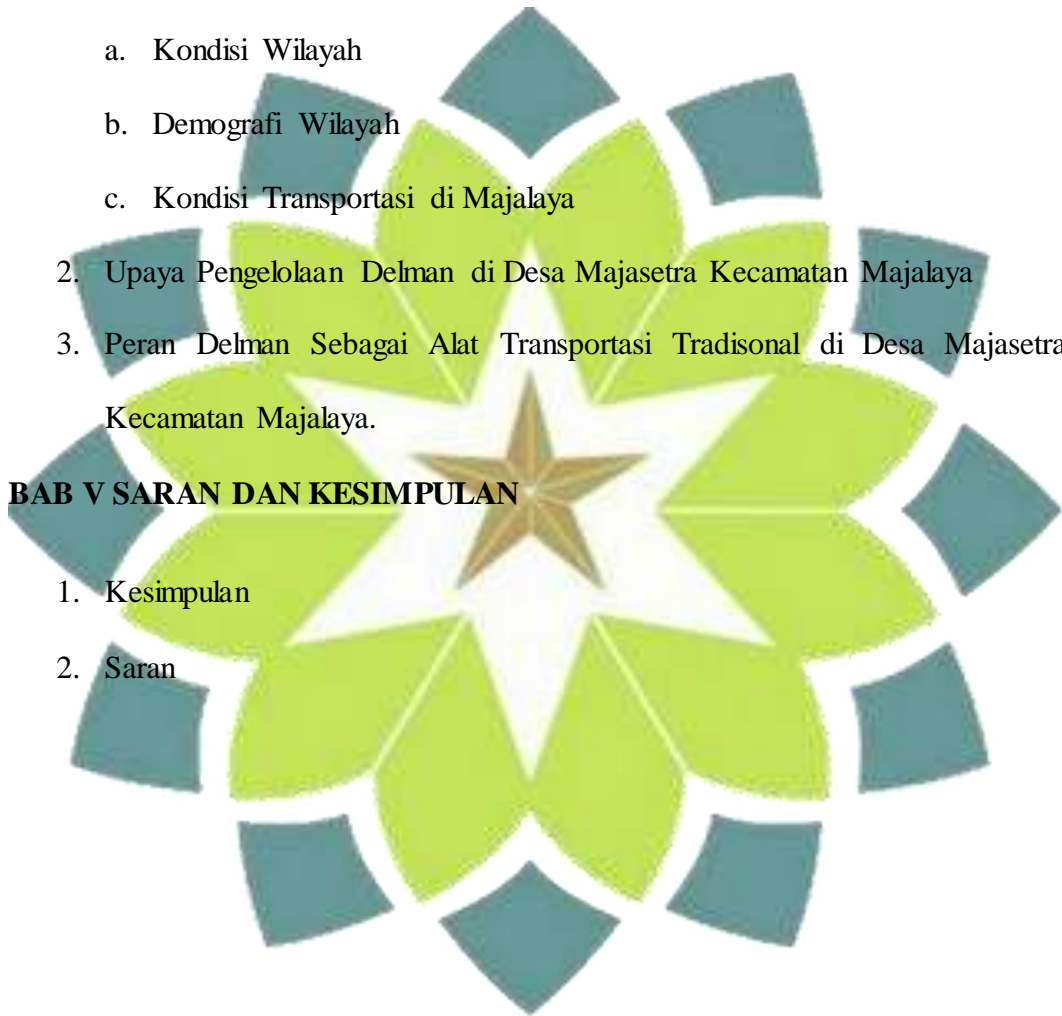 a. Kondisi Wilayah
b. Demografi Wilayah
c. Kondisi Transportasi di Majalaya
2. Upaya Pengelolaan Delman di Desa Majasetra Kecamatan Majalaya
3. Peran Delman Sebagai Alat Transportasi Tradisonal di Desa Majasetra
Kecamatan Majalaya.
BAB V SARAN DAN KESIMPULAN
1. Kesimpulan
2. Saran